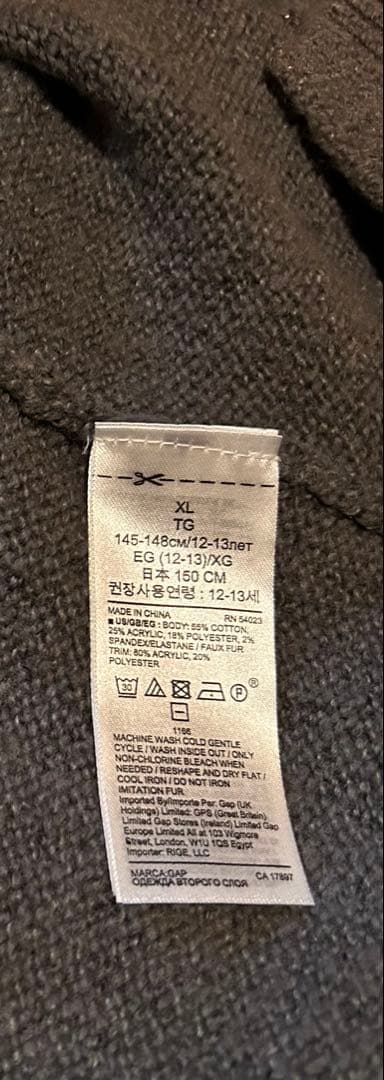 XL
TG
145-148см/12-13лет
EG (12-13)/XG
日本 150 CM
권장사용연령 : 12-13세
MADE IN CHINA RN 54023
■ US/GB/EG : BODY: 55% COTTON,
25% ACRYLIC, 18% POLYESTER, 2%
SPANDEX/ELASTANE / FAUX FUR
TRIM: 80% ACRYLIC, 20%
POLYESTER
30 P ®
1166
MACHINE WASH COLD GENTLE
CYCLE / WASH INSIDE OUT / ONLY
NON-CHLORINE BLEACH WHEN
NEEDED / RESHAPE AND DRY FLAT /
COOL IRON / DO NOT IRON
IMITATION FUR
Imported By/Importe Par: Gap (UK
Holdings) Limited: GPS (Great Britain)
Limited Gap Stores (Ireland) Limited Gap
Europe Limited All at 103 Wigmore
Street, London, W1U 1QS Egypt
Importer: RIGE, LLC
MARCA:GAP CA 17897
ОДЕЖДА ВТОРОГО СЛОЯ